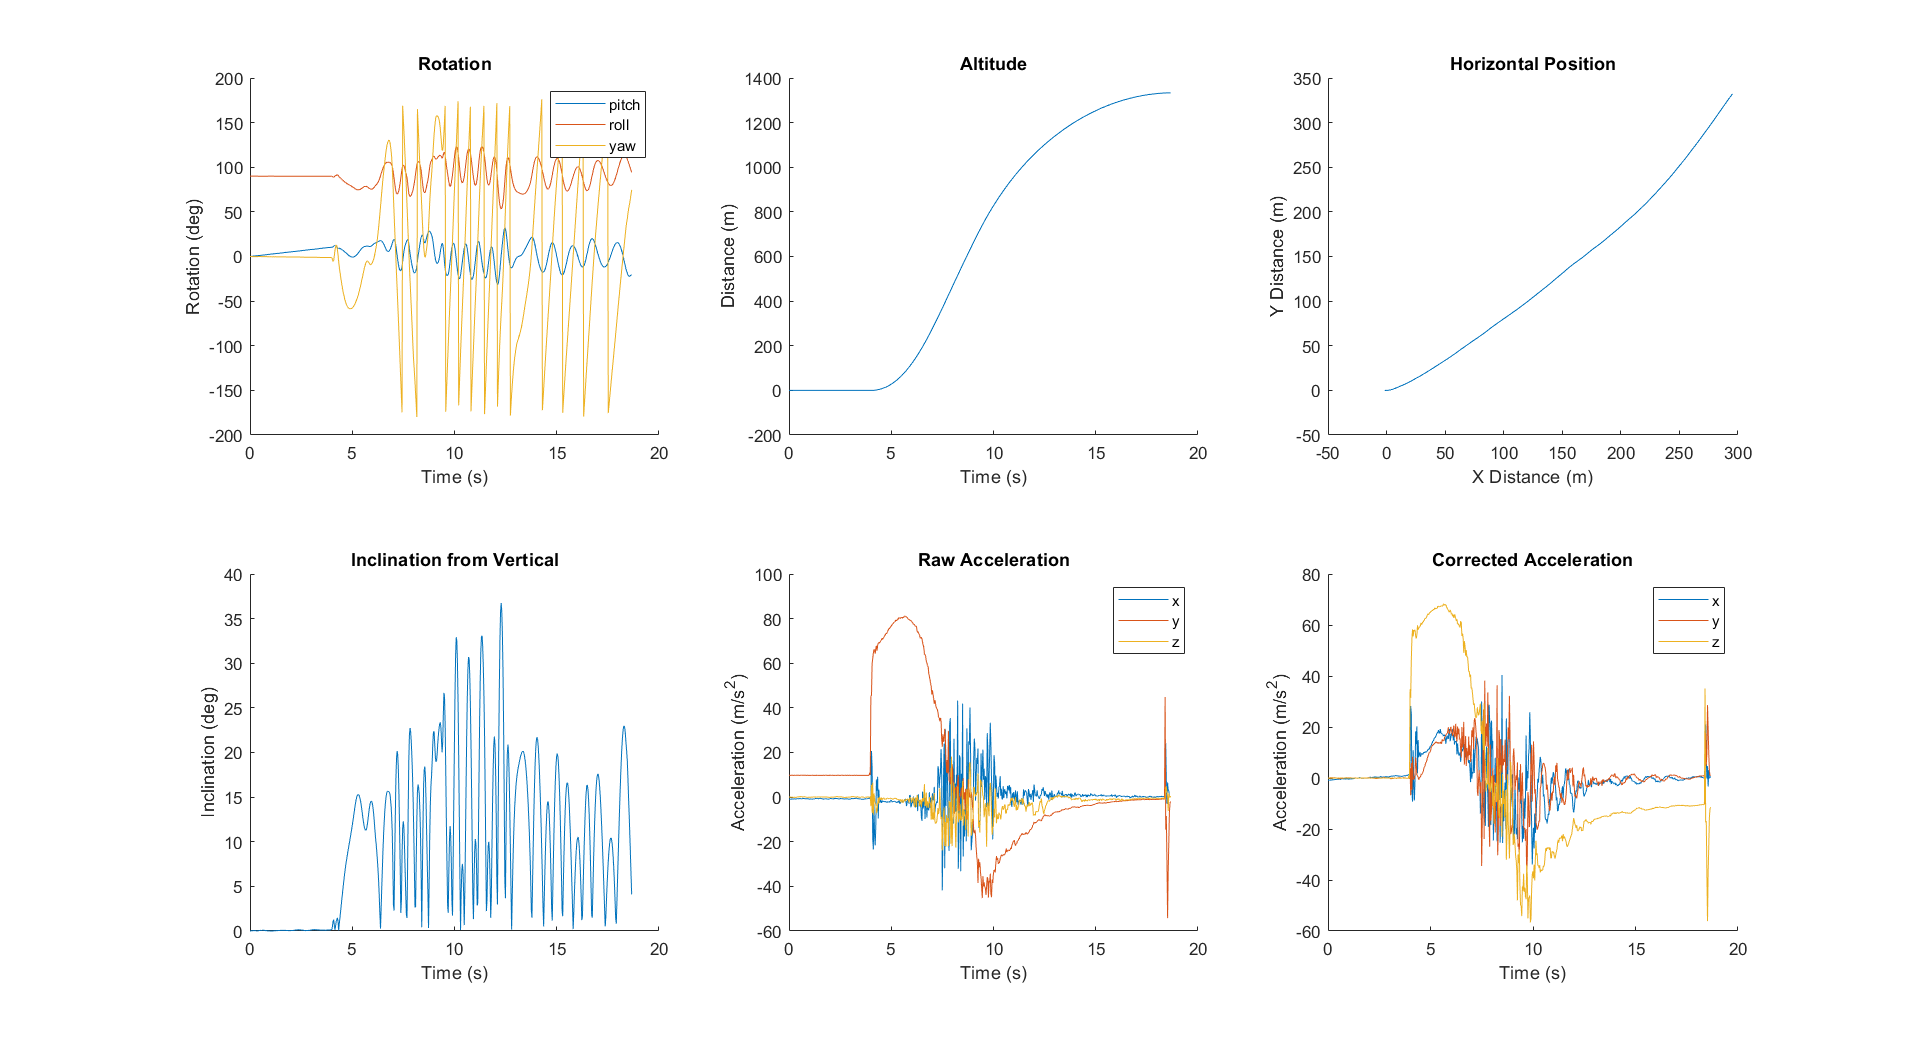 Rotation
200
150
100
50
0
-50
-100
-150
-200
0 5 10 15 20
Rotation (deg)
Time (s)
pitch
roll
yaw
Altitude
1400
1200
1000
800
600
400
200
0
-200
0 5 10 15 20
Distance (m)
Time (s)
Horizontal Position
350
300
250
200
150
100
50
0
-50
-50 0 50 100 150 200 250 300
Y Distance (m)
X Distance (m)
Inclination from Vertical
40
35
30
25
20
15
10
5
0
0 5 10 15 20
Inclination (deg)
Time (s)
Raw Acceleration
100
80
60
40
20
0
-20
-40
-60
0 5 10 15 20
Acceleration (m/s²)
Time (s)
x
y
z
Corrected Acceleration
80
60
40
20
0
-20
-40
-60
0 5 10 15 20
Acceleration (m/s²)
Time (s)
x
y
z